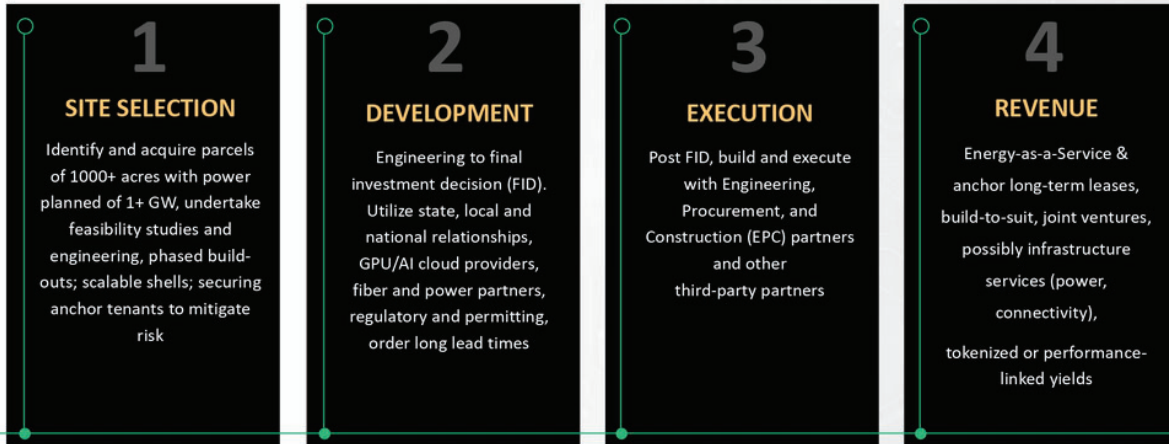 1
SITE SELECTION
Identify and acquire parcels
of 1000+ acres with power
planned of 1+ GW, undertake
feasibility studies and
engineering, phased build-
outs; scalable shells; securing
anchor tenants to mitigate
risk
2
DEVELOPMENT
Engineering to final
investment decision (FID).
Utilize state, local and
national relationships,
GPU/AI cloud providers,
fiber and power partners,
regulatory and permitting,
order long lead times
3
EXECUTION
Post FID, build and execute
with Engineering,
Procurement, and
Construction (EPC) partners
and other
third-party partners
4
REVENUE
Energy-as-a-Service &
anchor long-term leases,
build-to-suit, joint ventures,
possibly infrastructure
services (power,
connectivity),
tokenized or performance-
linked yields